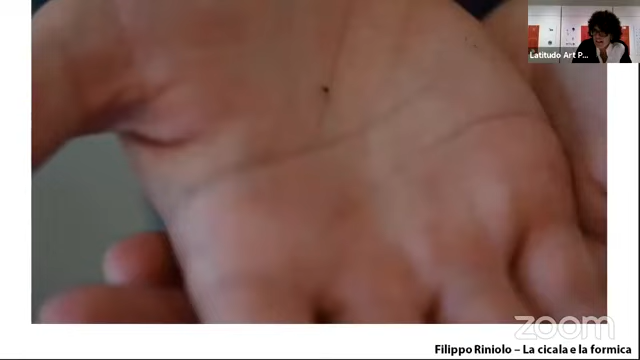 Latitudo Art P...
zoom
Filippo Riniolo – La cicala e la formica